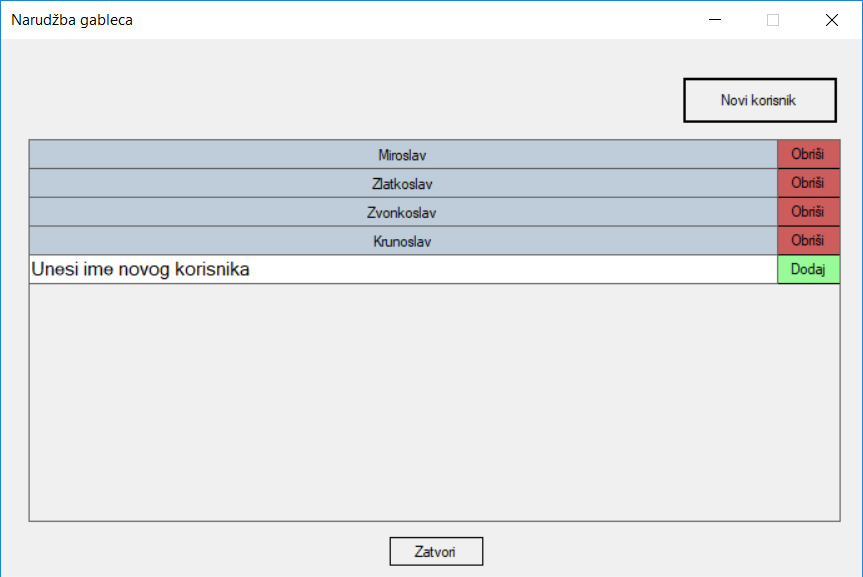 Narudžba gableca
Novi korisnik
Miroslav Obriši
Zlatkoslav Obriši
Zvonkoslav Obriši
Krunoslav Obriši
Unesi ime novog korisnika Dodaj
Zatvori